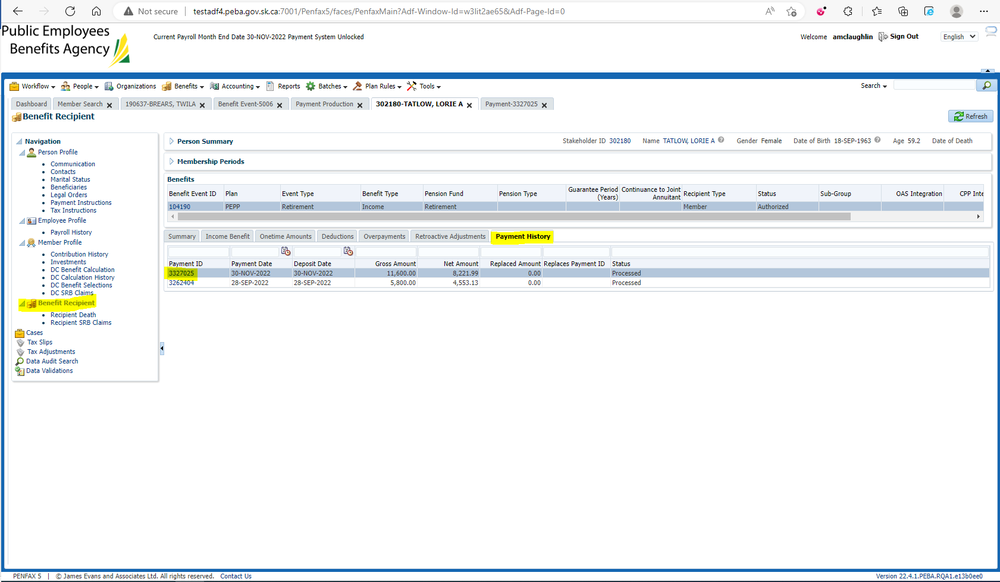 Not secure | testadf4.peba.gov.sk.ca:7001/Penfax5/faces/PenfaxMain?Adf-Window-Id=w3lit2ae65&Adf-Page-Id=0
Public Employees
Benefits Agency
Current Payroll Month End Date 30-NOV-2022 Payment System Unlocked
Welcome amclaughlin Sign Out English
Workflow People Organizations Benefits Accounting Reports Batches Plan Rules Tools Search
Dashboard Member Search 190637-BREARS, TWILA Benefit Event-5006 Payment Production 302180-TATLOW, LORIE A Payment-3327025
Benefit Recipient
Refresh
Navigation
Person Profile
Communication
Contacts
Marital Status
Beneficiaries
Legal Orders
Payment Instructions
Tax Instructions
Employee Profile
Payroll History
Member Profile
Contribution History
Investments
DC Benefit Calculation
DC Calculation History
DC Benefit Selections
DC SRB Claims
Benefit Recipient
Recipient Death
Recipient SRB Claims
Cases
Tax Slips
Tax Adjustments
Data Audit Search
Data Validations
Person Summary Stakeholder ID 302180 Name TATLOW, LORIE A Gender Female Date of Birth 18-SEP-1963 Age 59.2 Date of Death
Membership Periods
Benefits
Benefit Event ID Plan Event Type Benefit Type Pension Fund Pension Type Guarantee Period (Years) Continuance to Joint Annuitant Recipient Type Status Sub-Group OAS Integration CPP Inte
104190 PEPP Retirement Income Retirement Member Authorized
Summary Income Benefit Onetime Amounts Deductions Overpayments Retroactive Adjustments Payment History
Payment ID Payment Date Deposit Date Gross Amount Net Amount Replaced Amount Replaces Payment ID Status
3327025 30-NOV-2022 30-NOV-2022 11,600.00 8,221.99 0.00 Processed
3262404 28-SEP-2022 28-SEP-2022 5,800.00 4,553.13 0.00 Processed
PENFAX 5 | © James Evans and Associates Ltd. All rights reserved. Contact Us
Version 22.4.1.PEBA.RQA1.e13b0ee0